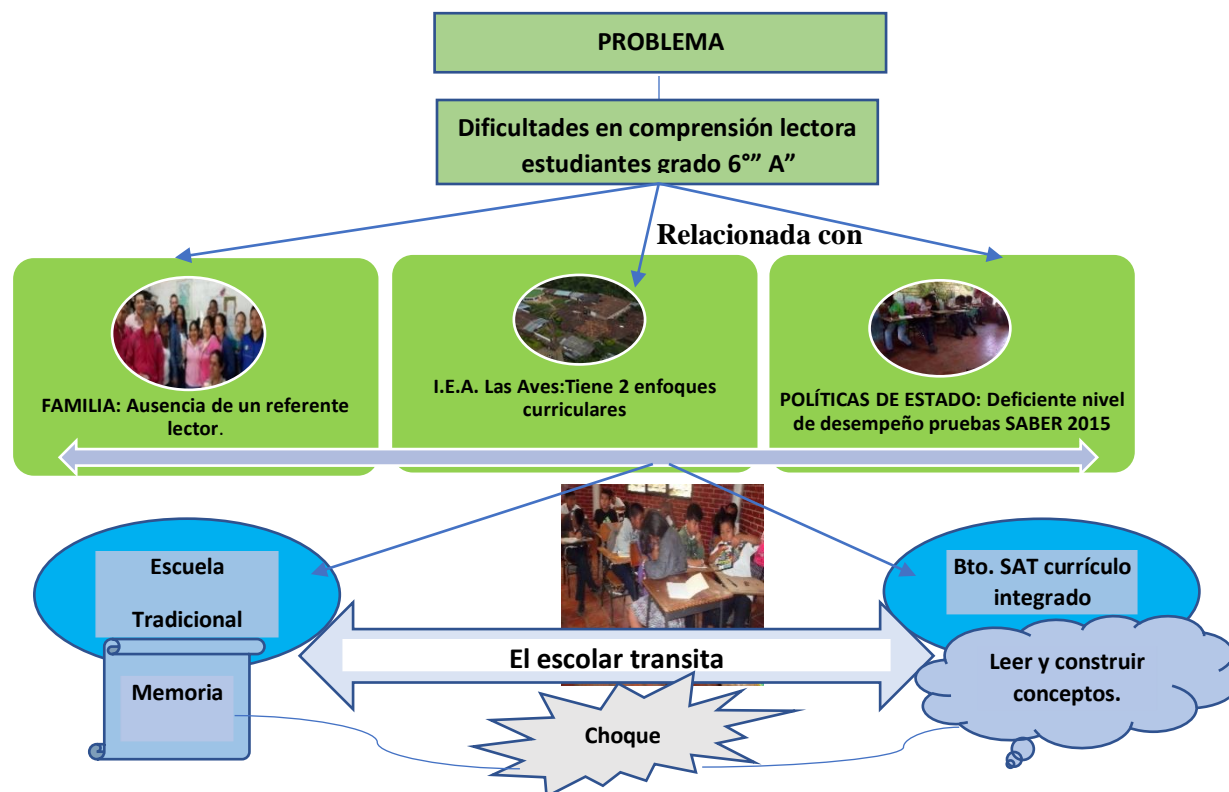 PROBLEMA
Dificultades en comprensión lectora
estudiantes grado 6°” A”
Relacionada con
FAMILIA: Ausencia de un referente
lector.
I.E.A. Las Aves:Tiene 2 enfoques
curriculares
POLÍTICAS DE ESTADO: Deficiente nivel
de desempeño pruebas SABER 2015
Escuela
Tradicional
Memoria
Bto. SAT currículo
integrado
El escolar transita
Leer y construir
conceptos.
Choque